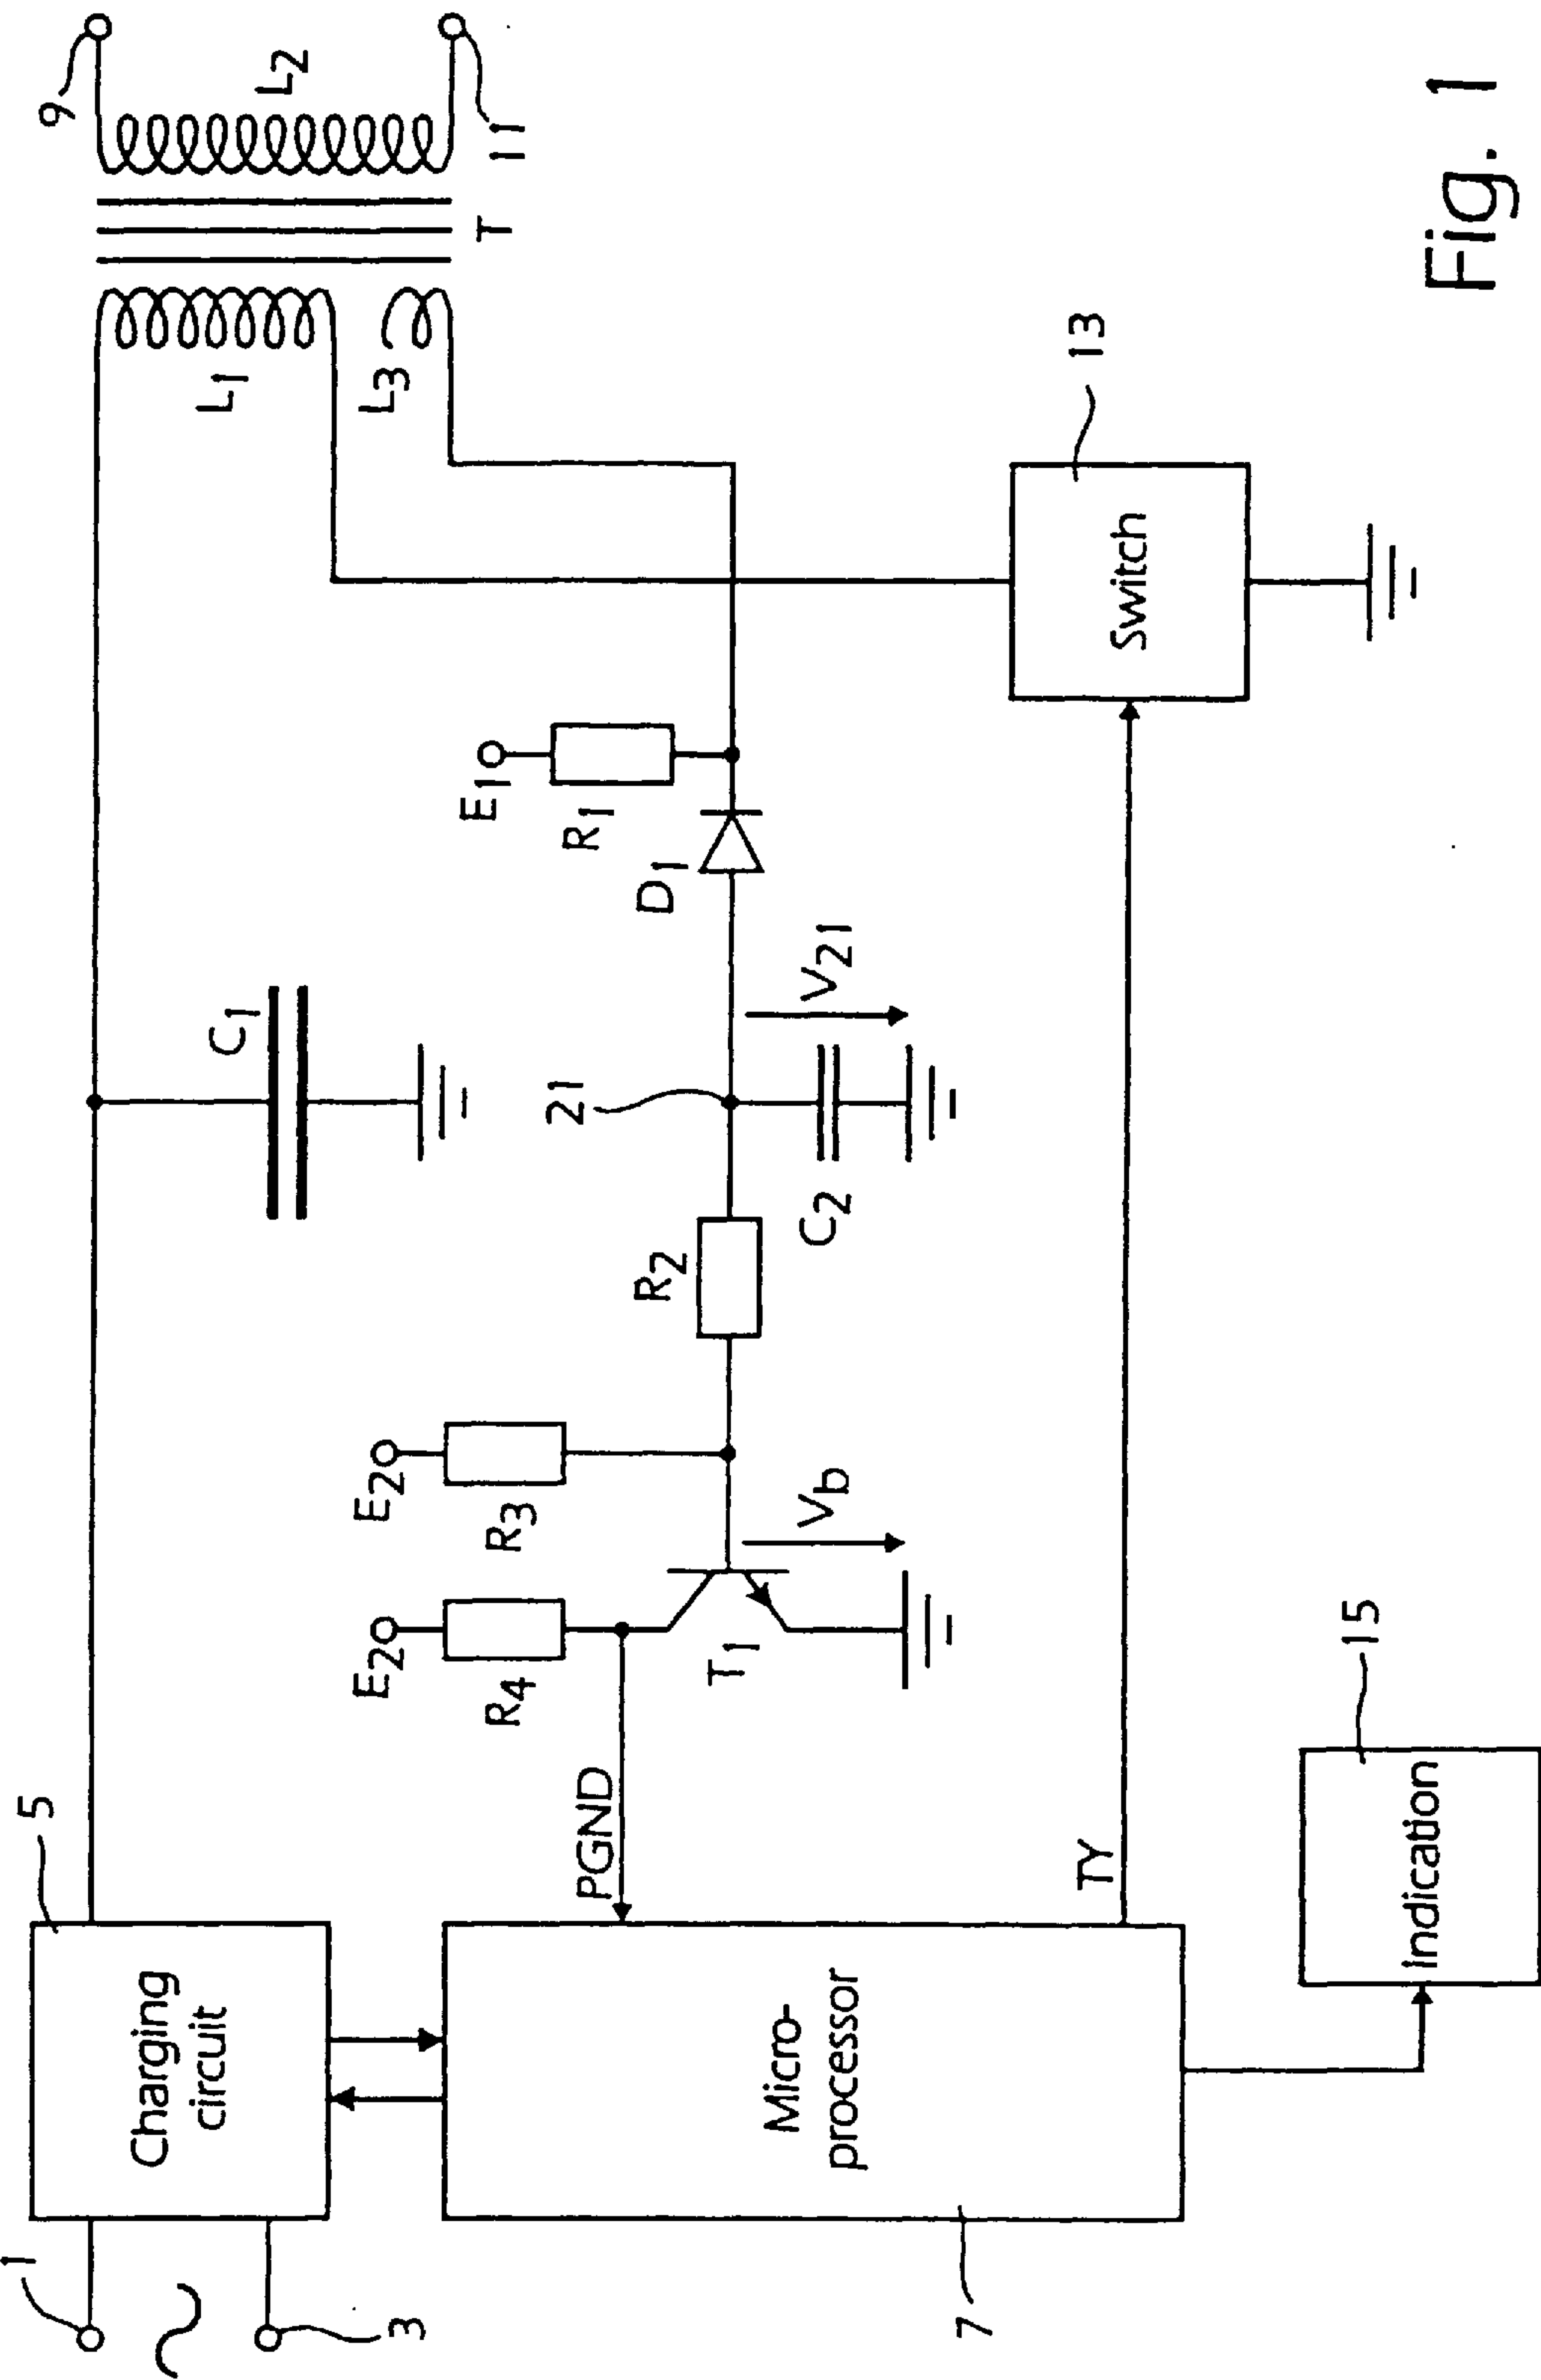 1
3
5
Charging
circuit
7
Micro-
processor
PGND
TY
15
Indication
E2
R4
T1
E2
R3
Vb
R2
21
C1
C2
V21
D1
E1
R1
13
Switch
L1
L3
T
L2
9
11
Fig. 1